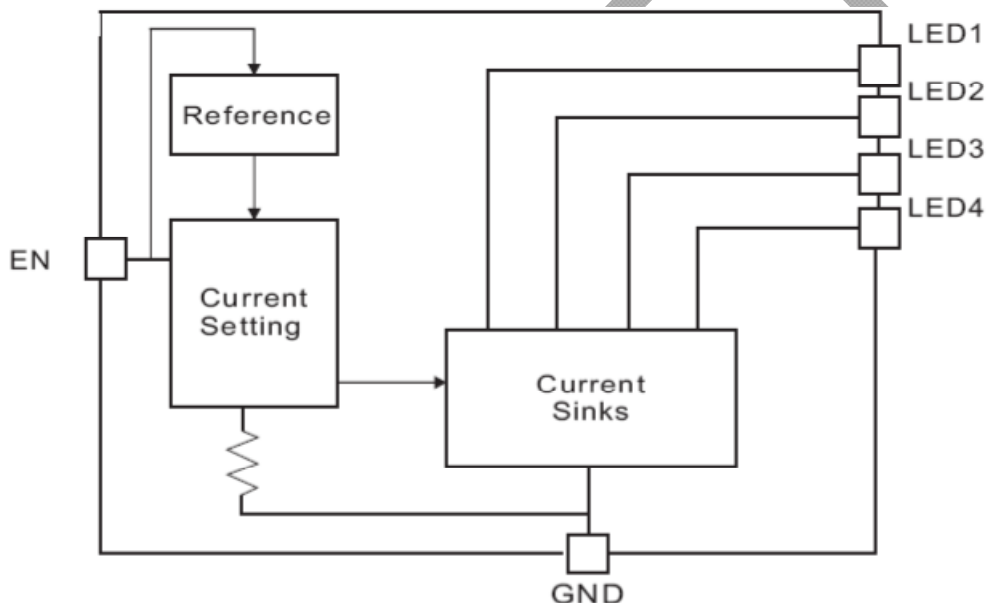 LED1
LED2
Reference
LED3
LED4
EN
Current
Setting
Current
Sinks
GND